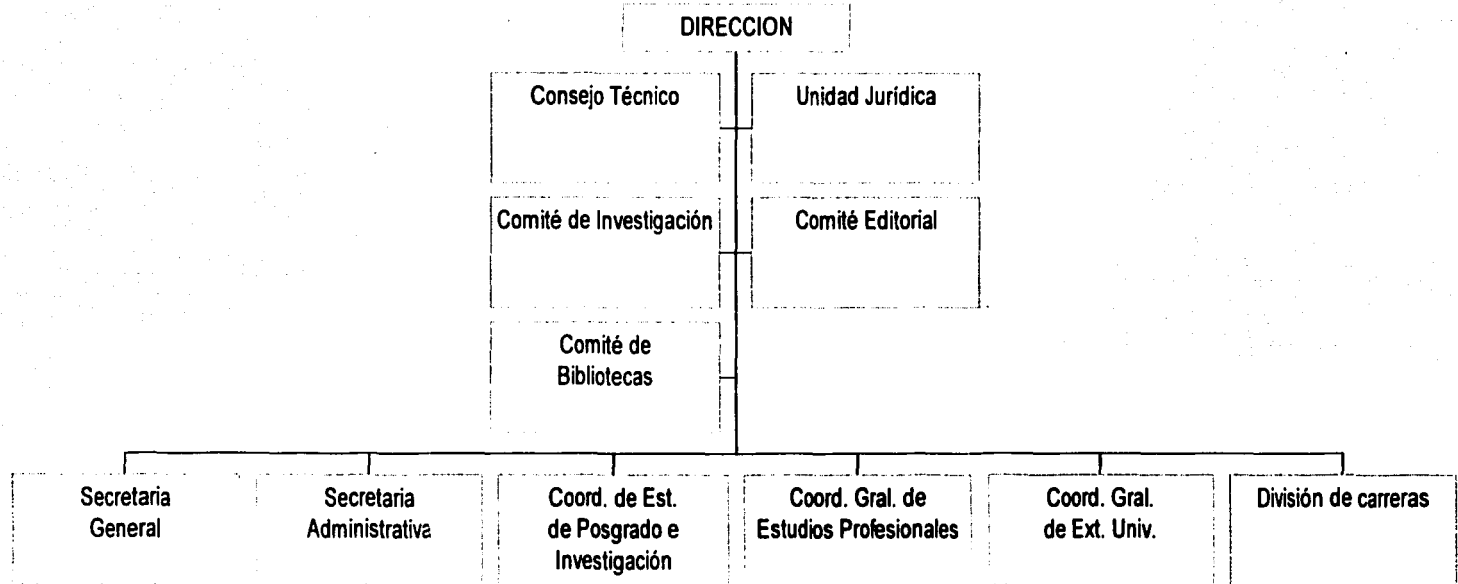 DIRECCION
Consejo Técnico
Unidad Jurídica
Comité de Investigación
Comité Editorial
Comité de
Bibliotecas
Secretaria
General
Secretaria
Administrativa
Coord. de Est.
de Posgrado e
Investigación
Coord. Gral. de
Estudios Profesionales
Coord. Gral.
de Ext. Univ.
División de carreras